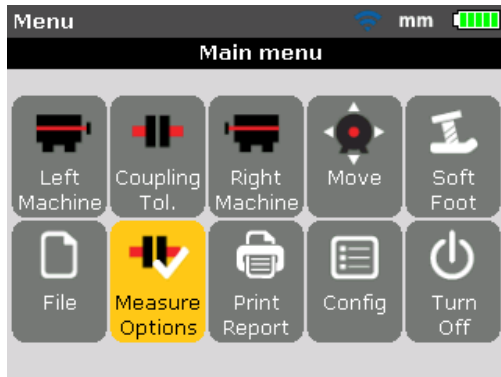 Menu mm
Main menu
Left Coupling Right Move Soft
Machine Tol. Machine Foot
File Measure Print Config Turn
Options Report Off